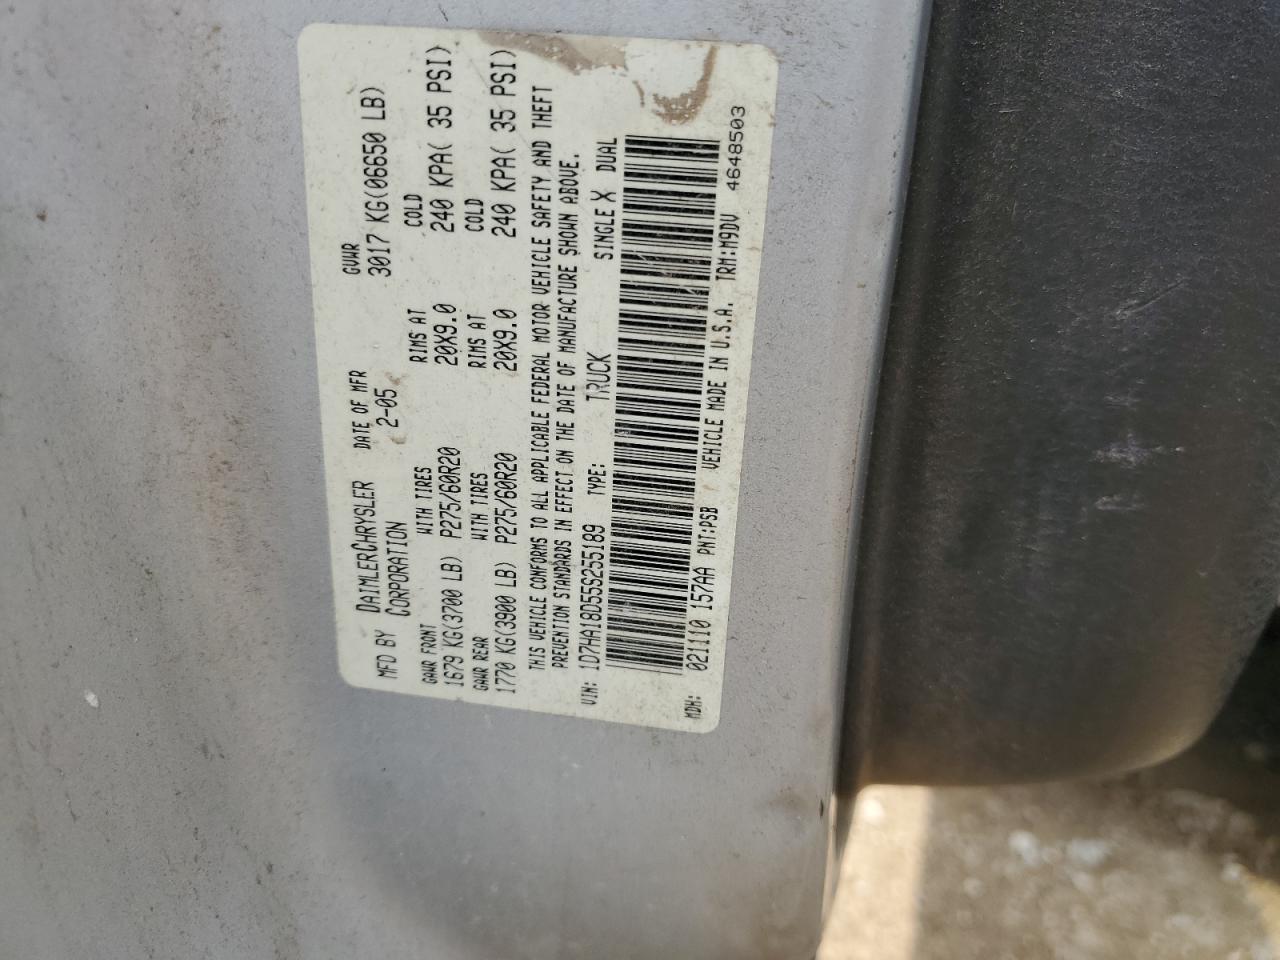 MFD BY DAIMLERCHRYSLER CORPORATION DATE OF MFR 2-05 GVWR 3017 KG(06650 LB)
GAWR FRONT WITH TIRES RIMS AT COLD
1679 KG(3700 LB) P275/60R20 20X9.0 240 KPA( 35 PSI)
GAWR REAR WITH TIRES RIMS AT COLD
1770 KG(3900 LB) P275/60R20 20X9.0 240 KPA( 35 PSI)
THIS VEHICLE CONFORMS TO ALL APPLICABLE FEDERAL MOTOR VEHICLE SAFETY AND THEFT
PREVENTION STANDARDS IN EFFECT ON THE DATE OF MANUFACTURE SHOWN ABOVE.
VIN: 1D7HA18D55S255189 TYPE: TRUCK SINGLE X DUAL
MDH: 021110 157AA PNT:PSB VEHICLE MADE IN U.S.A. TRM:M9DV 4648503